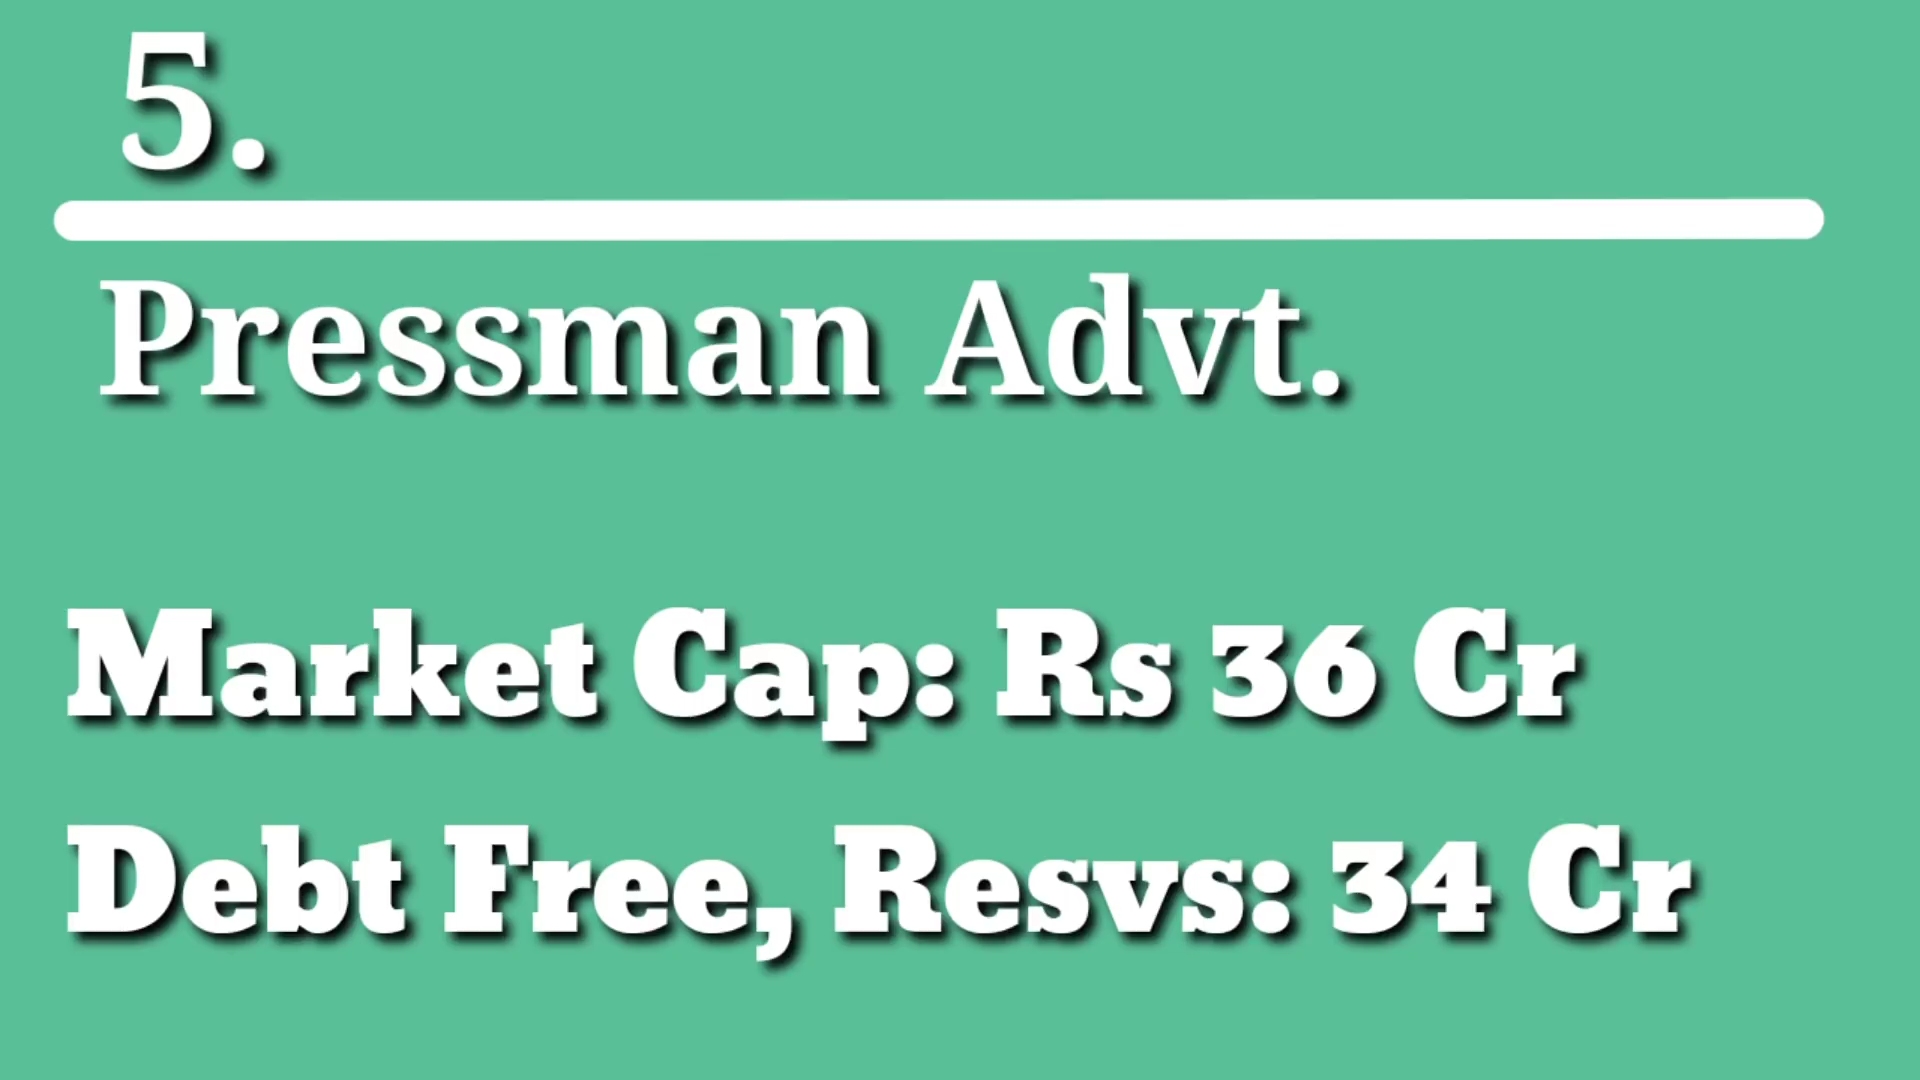 5.
Pressman Advt.
Market Cap: Rs 36 Cr
Debt Free, Resvs: 34 Cr